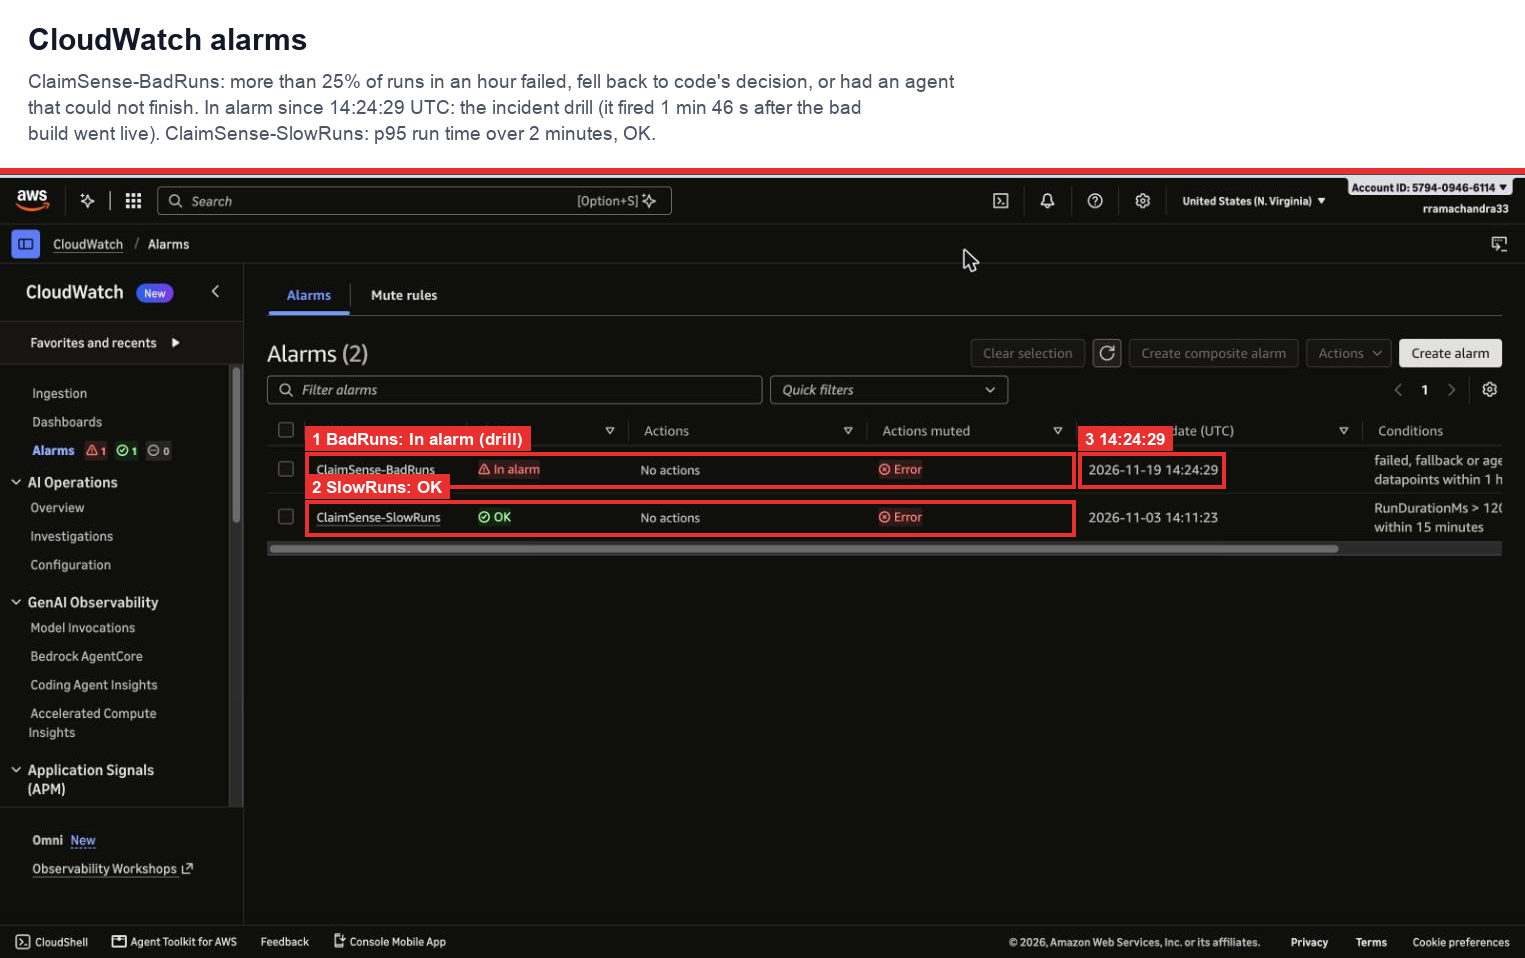 CloudWatch alarms
ClaimSense-BadRuns: more than 25% of runs in an hour failed, fell back to code's decision, or had an agent
that could not finish. In alarm since 14:24:29 UTC: the incident drill (it fired 1 min 46 s after the bad
build went live). ClaimSense-SlowRuns: p95 run time over 2 minutes, OK.
aws
Search
[Option+S]
United States (N. Virginia)
Account ID: 5794-0946-6114
rramachandra33
CloudWatch / Alarms
CloudWatch New
Favorites and recents
Ingestion
Dashboards
Alarms 1 1 0
AI Operations
Overview
Investigations
Configuration
GenAI Observability
Model Invocations
Bedrock AgentCore
Coding Agent Insights
Accelerated Compute
Insights
Application Signals
(APM)
Omni New
Observability Workshops
Alarms
Mute rules
Alarms (2)
Clear selection
Create composite alarm
Actions
Create alarm
Filter alarms
Quick filters
1
Actions
Actions muted
date (UTC)
Conditions
1 BadRuns: In alarm (drill)
3 14:24:29
ClaimSense-BadRuns In alarm No actions Error 2026-11-19 14:24:29
failed, fallback or age
datapoints within 1 h
2 SlowRuns: OK
ClaimSense-SlowRuns OK No actions Error 2026-11-03 14:11:23
RunDurationMs > 120
within 15 minutes
CloudShell
Agent Toolkit for AWS
Feedback
Console Mobile App
© 2026, Amazon Web Services, Inc. or its affiliates.
Privacy
Terms
Cookie preferences